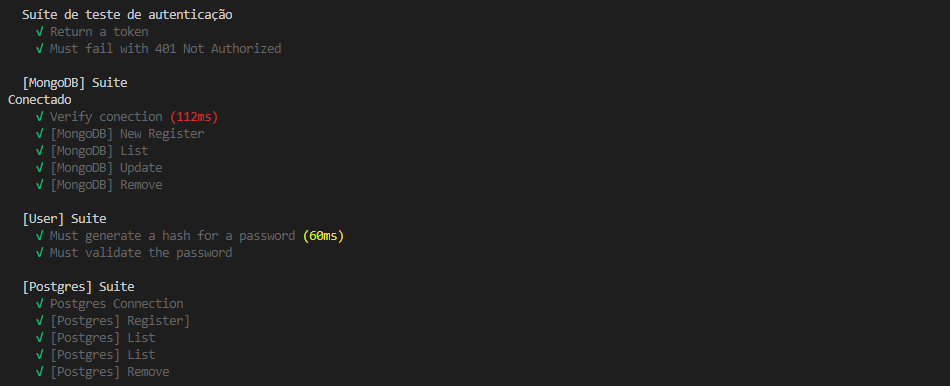 Suíte de teste de autenticação
√ Return a token
√ Must fail with 401 Not Authorized
[MongoDB] Suite
Conectado
√ Verify conection (112ms)
√ [MongoDB] New Register
√ [MongoDB] List
√ [MongoDB] Update
√ [MongoDB] Remove
[User] Suite
√ Must generate a hash for a password (60ms)
√ Must validate the password
[Postgres] Suite
√ Postgres Connection
√ [Postgres] Register]
√ [Postgres] List
√ [Postgres] List
√ [Postgres] Remove